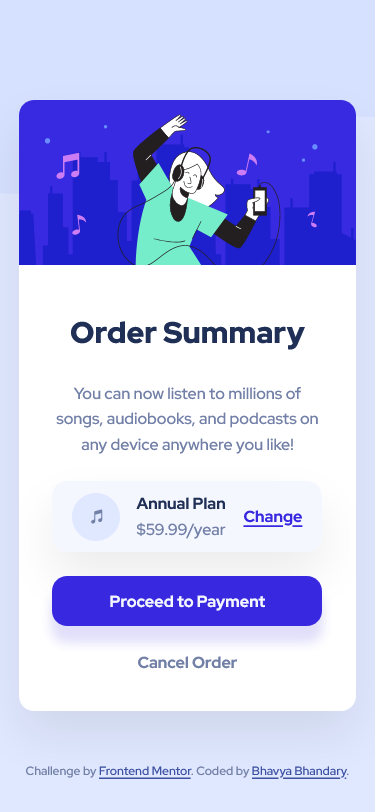 Order Summary
You can now listen to millions of
songs, audiobooks, and podcasts on
any device anywhere you like!
Annual Plan
$59.99/year
Change
Proceed to Payment
Cancel Order
Challenge by Frontend Mentor. Coded by Bhavya Bhandary.